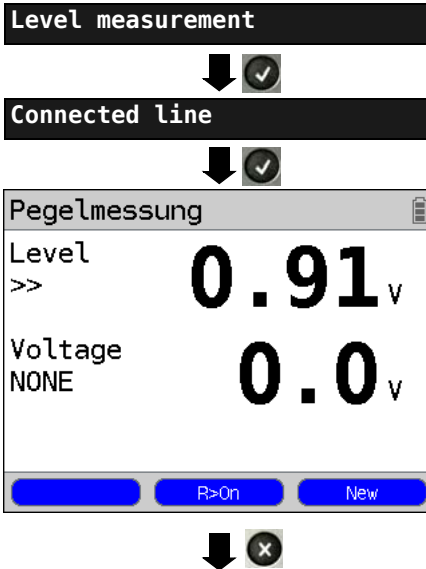 Level measurement
Connected line
Pegelmessung
Level
>>
0.91 V
Voltage
NONE
0.0 V
R>On
New